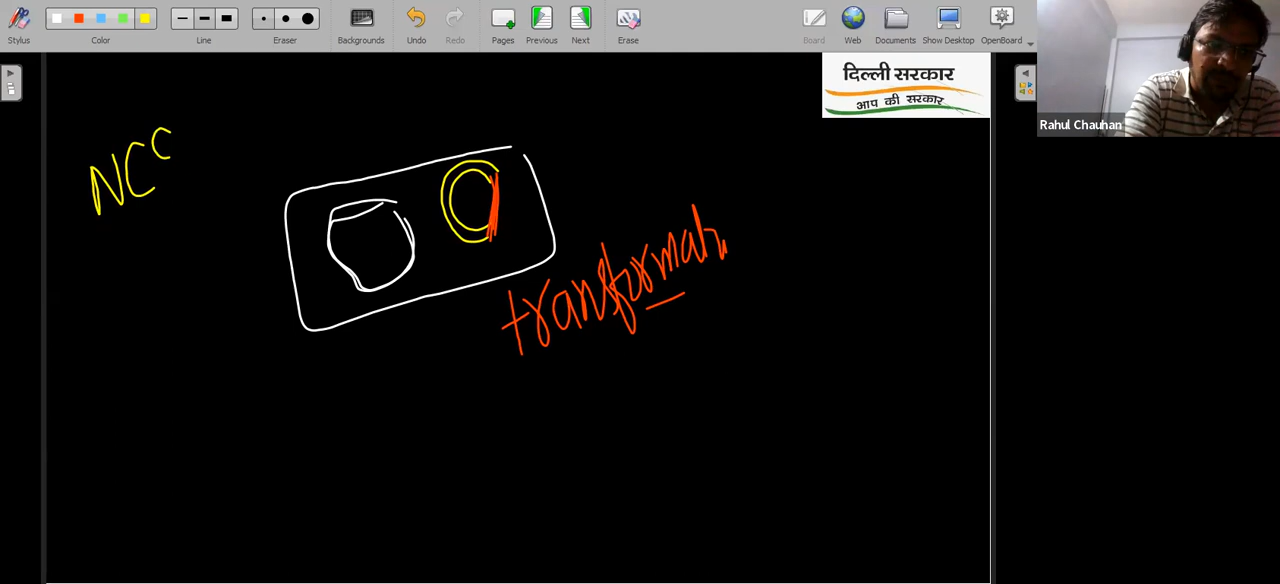 Stylus
Color
Line
Eraser
Backgrounds
Undo
Redo
Pages
Previous
Next
Erase
Board
Web
Documents
Show Desktop
OpenBoard
Rahul Chauhan
दिल्ली सरकार
आप की सरकार
NCC